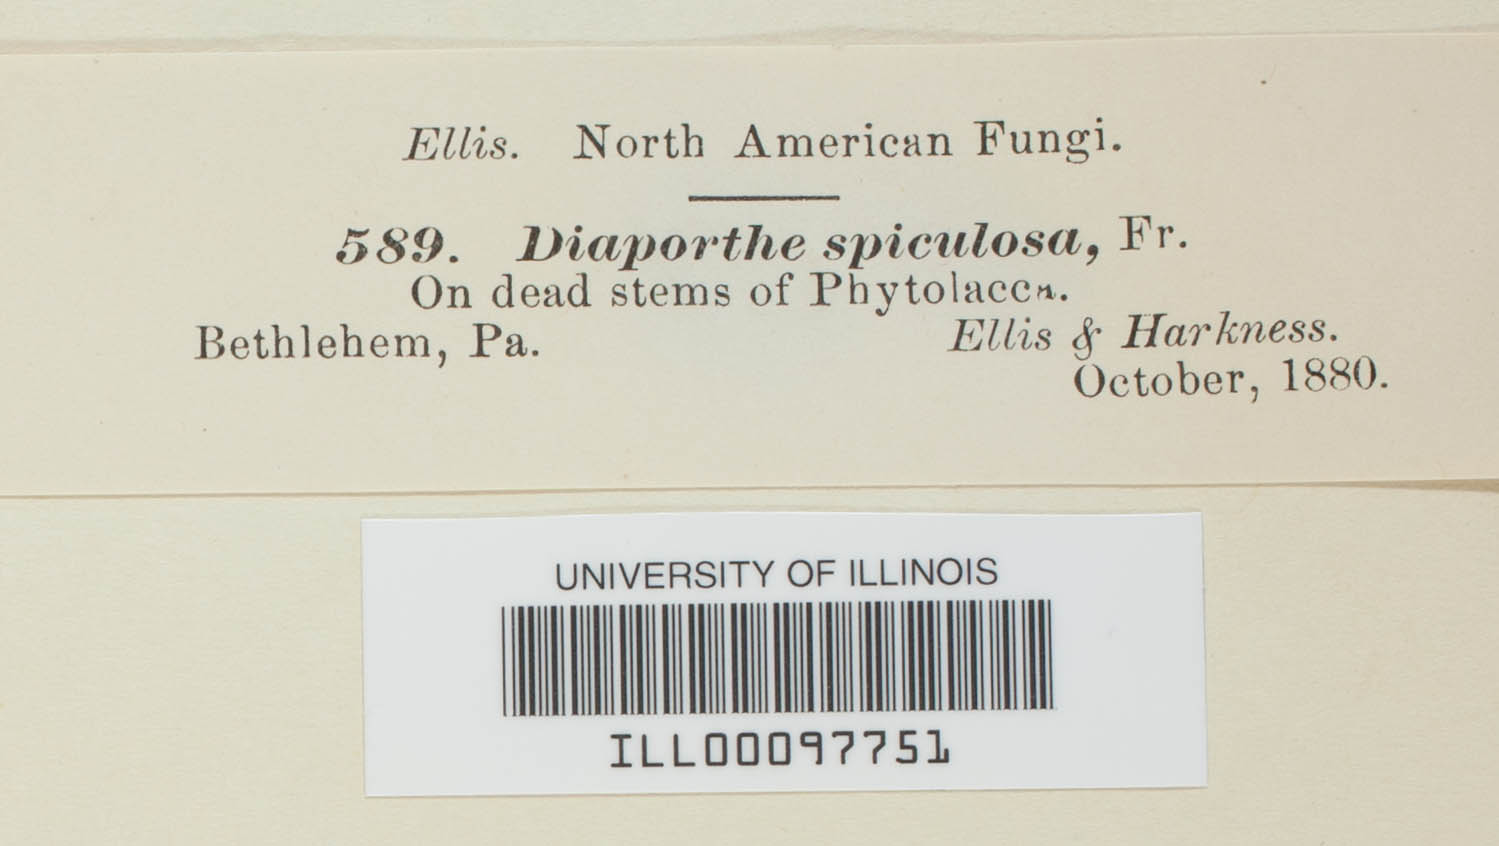 Ellis. North American Fungi.
589. Diaporthe spiculosa, Fr.
On dead stems of Phytolacca.
Bethlehem, Pa. Ellis & Harkness.
October, 1880.
UNIVERSITY OF ILLINOIS
ILL00097751